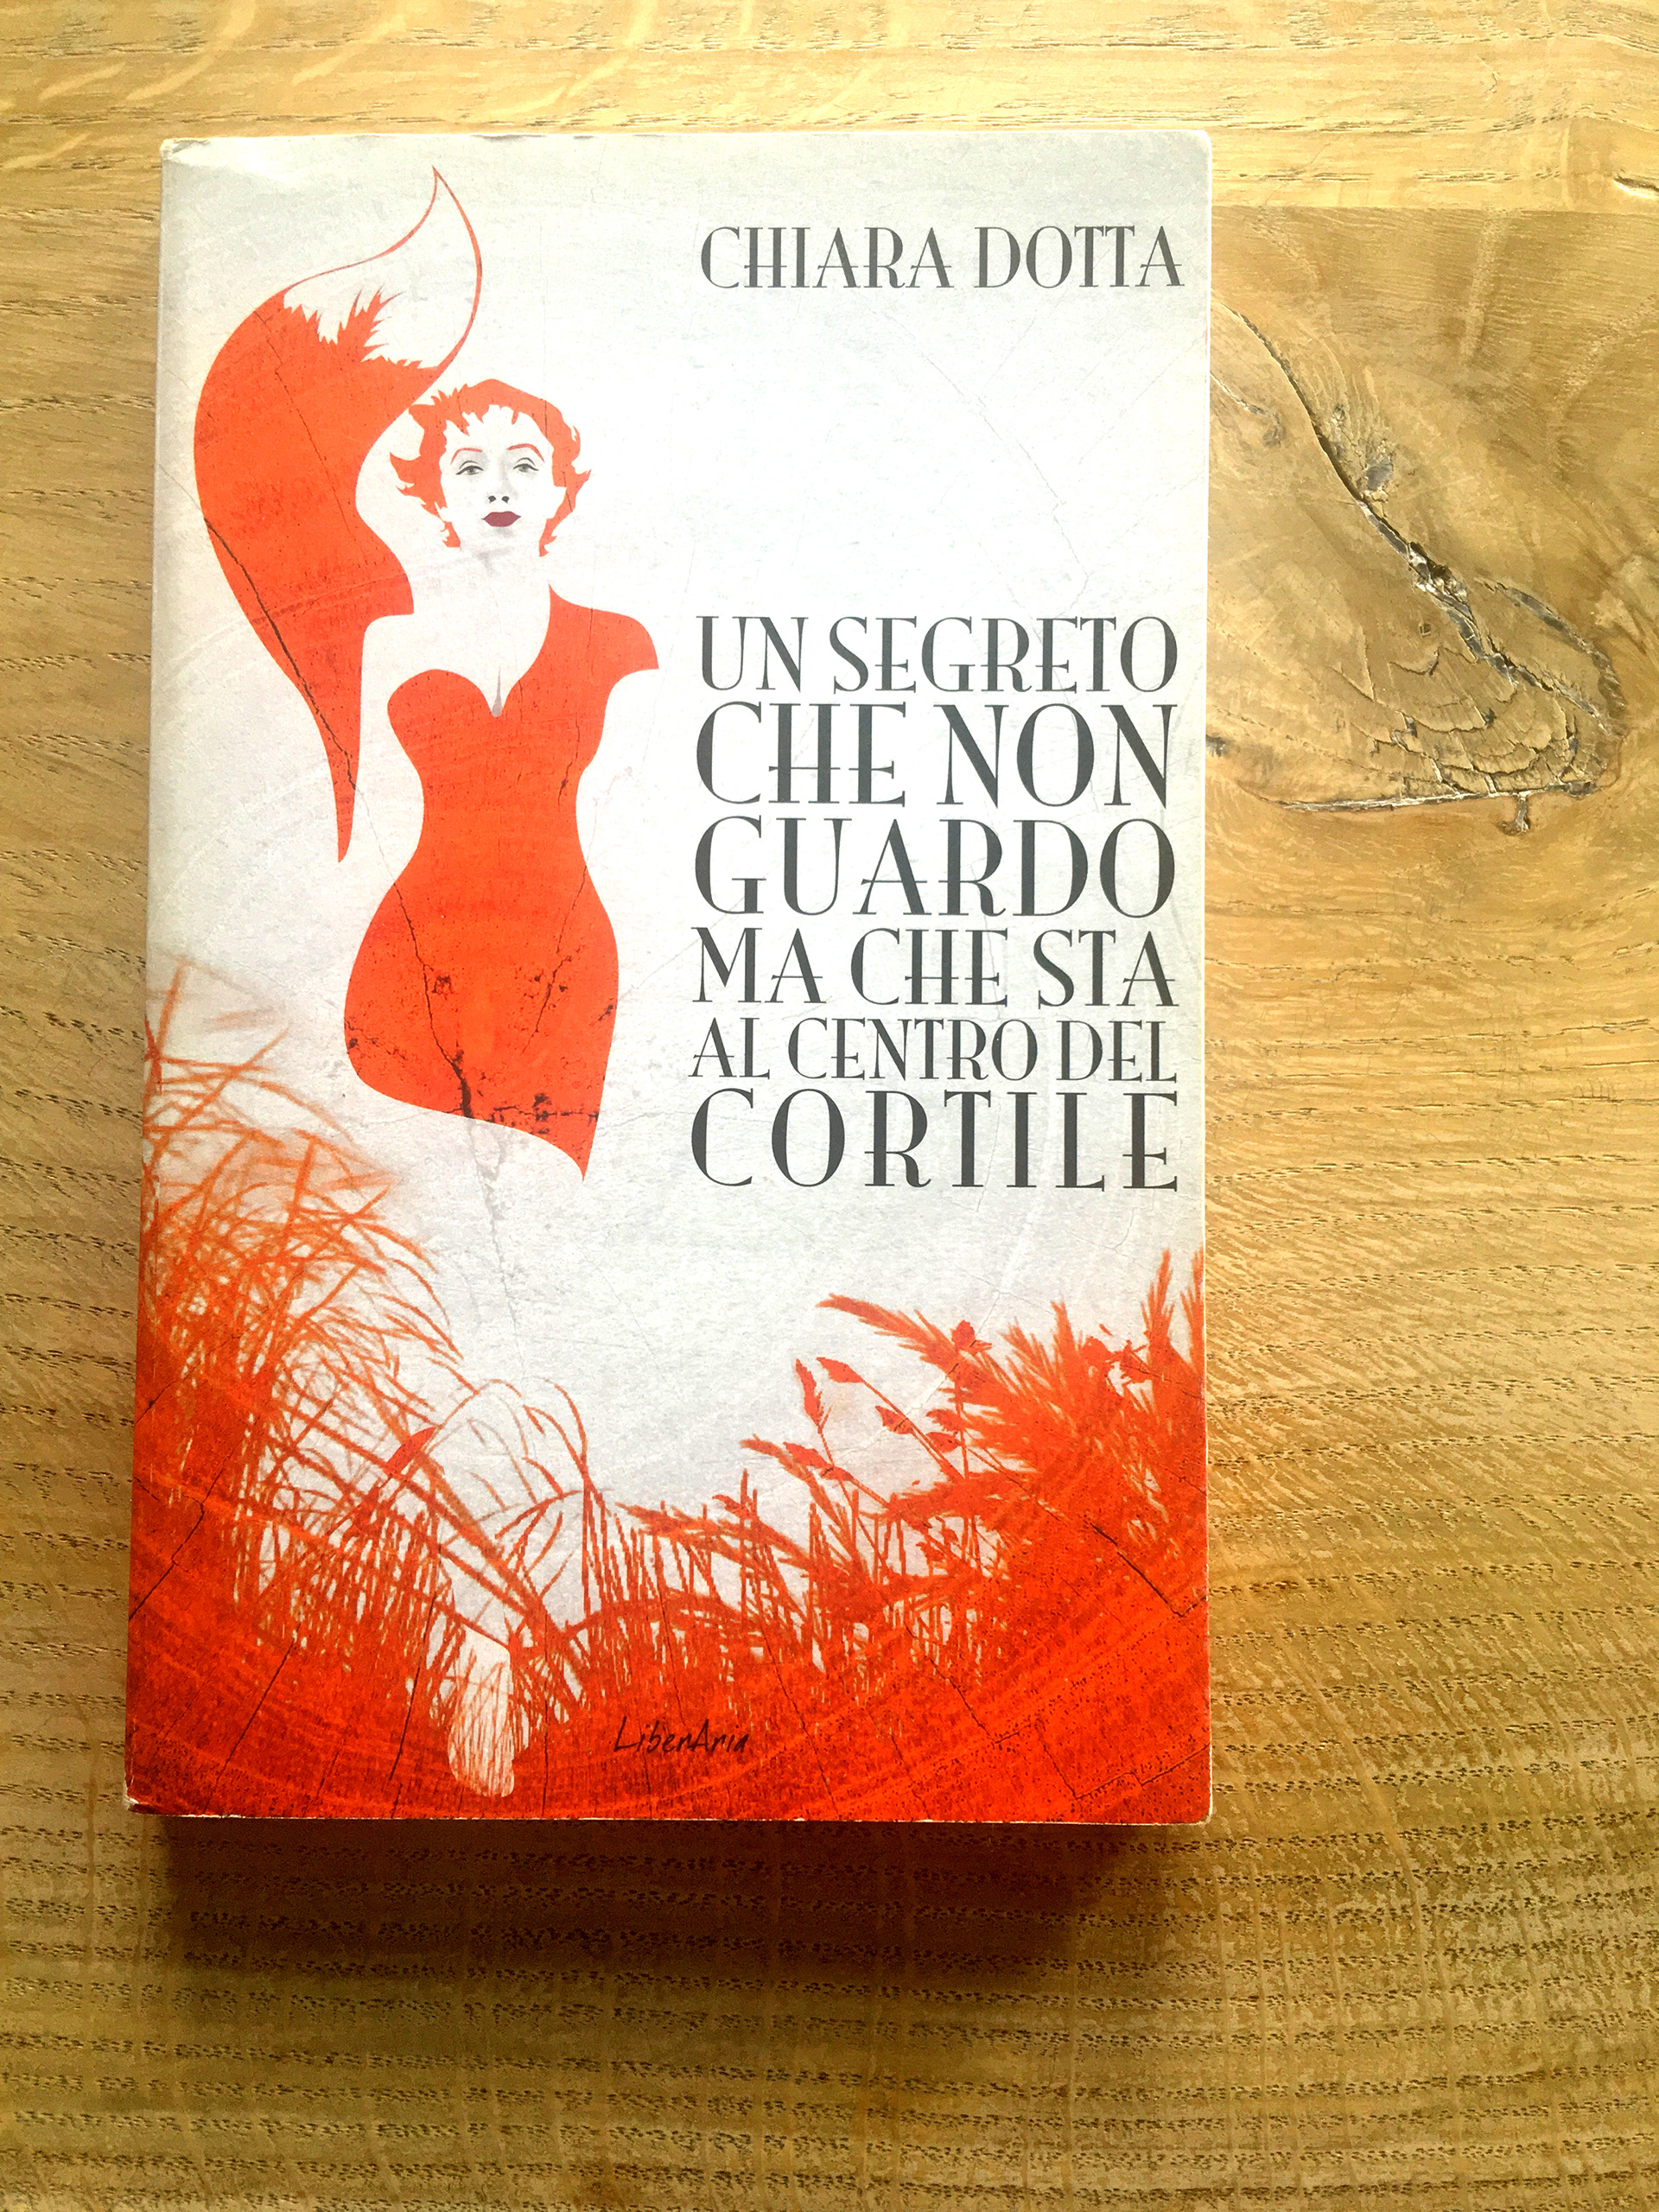 CHIARA DOTTA
UN SEGRETO
CHE NON
GUARDO
MA CHE STA
AL CENTRO DEL
CORTILE
LiberAria